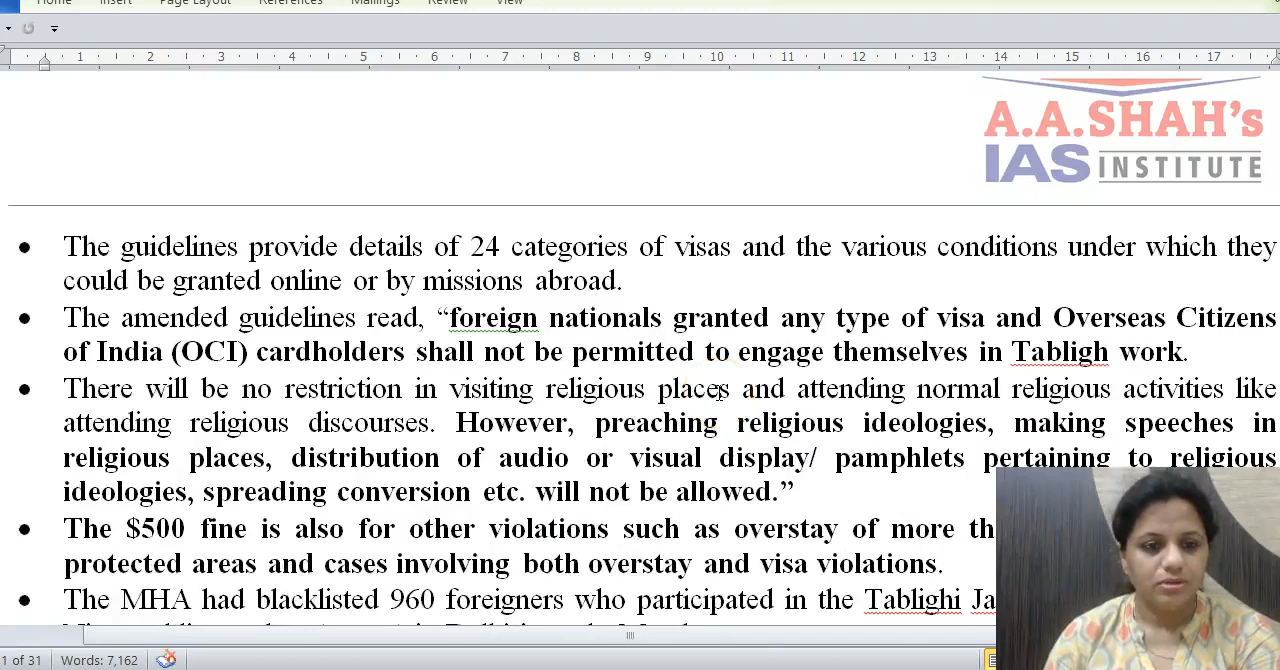 Home Insert Page Layout References Mailings Review View
1 2 3 4 5 6 7 8 9 10 11 12 13 14 15 16 17
A.A.SHAH's
IAS INSTITUTE
• The guidelines provide details of 24 categories of visas and the various conditions under which they
could be granted online or by missions abroad.
• The amended guidelines read, “foreign nationals granted any type of visa and Overseas Citizens
of India (OCI) cardholders shall not be permitted to engage themselves in Tabligh work.
• There will be no restriction in visiting religious places and attending normal religious activities like
attending religious discourses. However, preaching religious ideologies, making speeches in
religious places, distribution of audio or visual display/ pamphlets pertaining to religious
ideologies, spreading conversion etc. will not be allowed.”
• The $500 fine is also for other violations such as overstay of more th
protected areas and cases involving both overstay and visa violations.
• The MHA had blacklisted 960 foreigners who participated in the Tablighi Ja
1 of 31 Words: 7,162